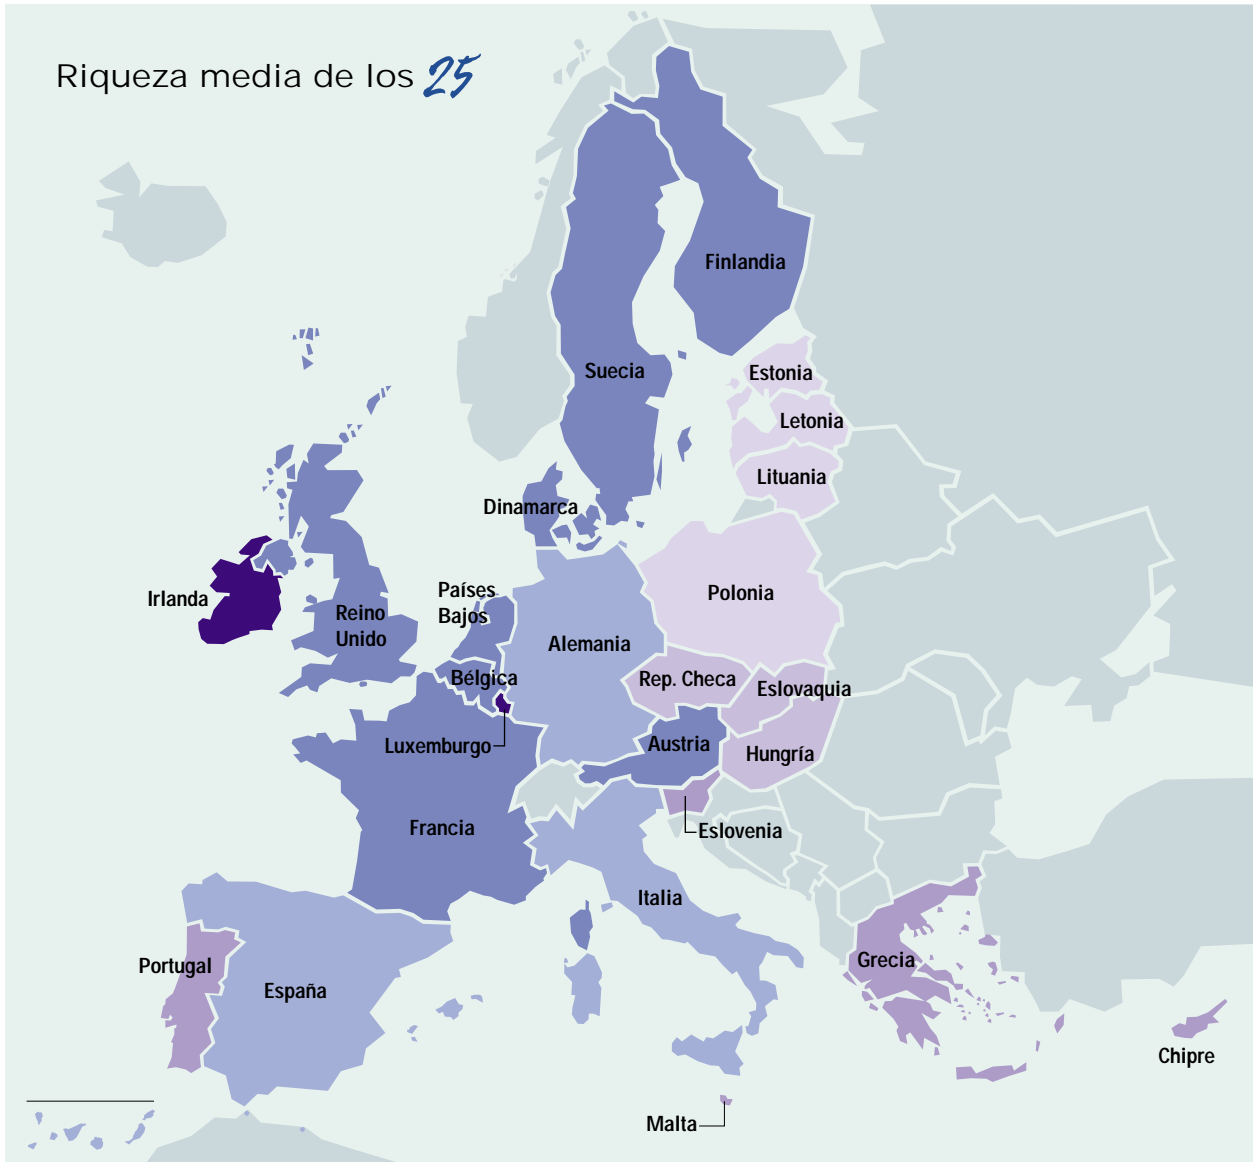 Riqueza media de los 25
Finlandia
Suecia
Estonia
Letonia
Lituania
Dinamarca
Irlanda
Países
Bajos
Reino
Unido
Polonia
Alemania
Bélgica
Rep. Checa
Eslovaquia
Luxemburgo
Austria
Hungría
Francia
Eslovenia
Italia
Portugal
España
Grecia
Chipre
Malta